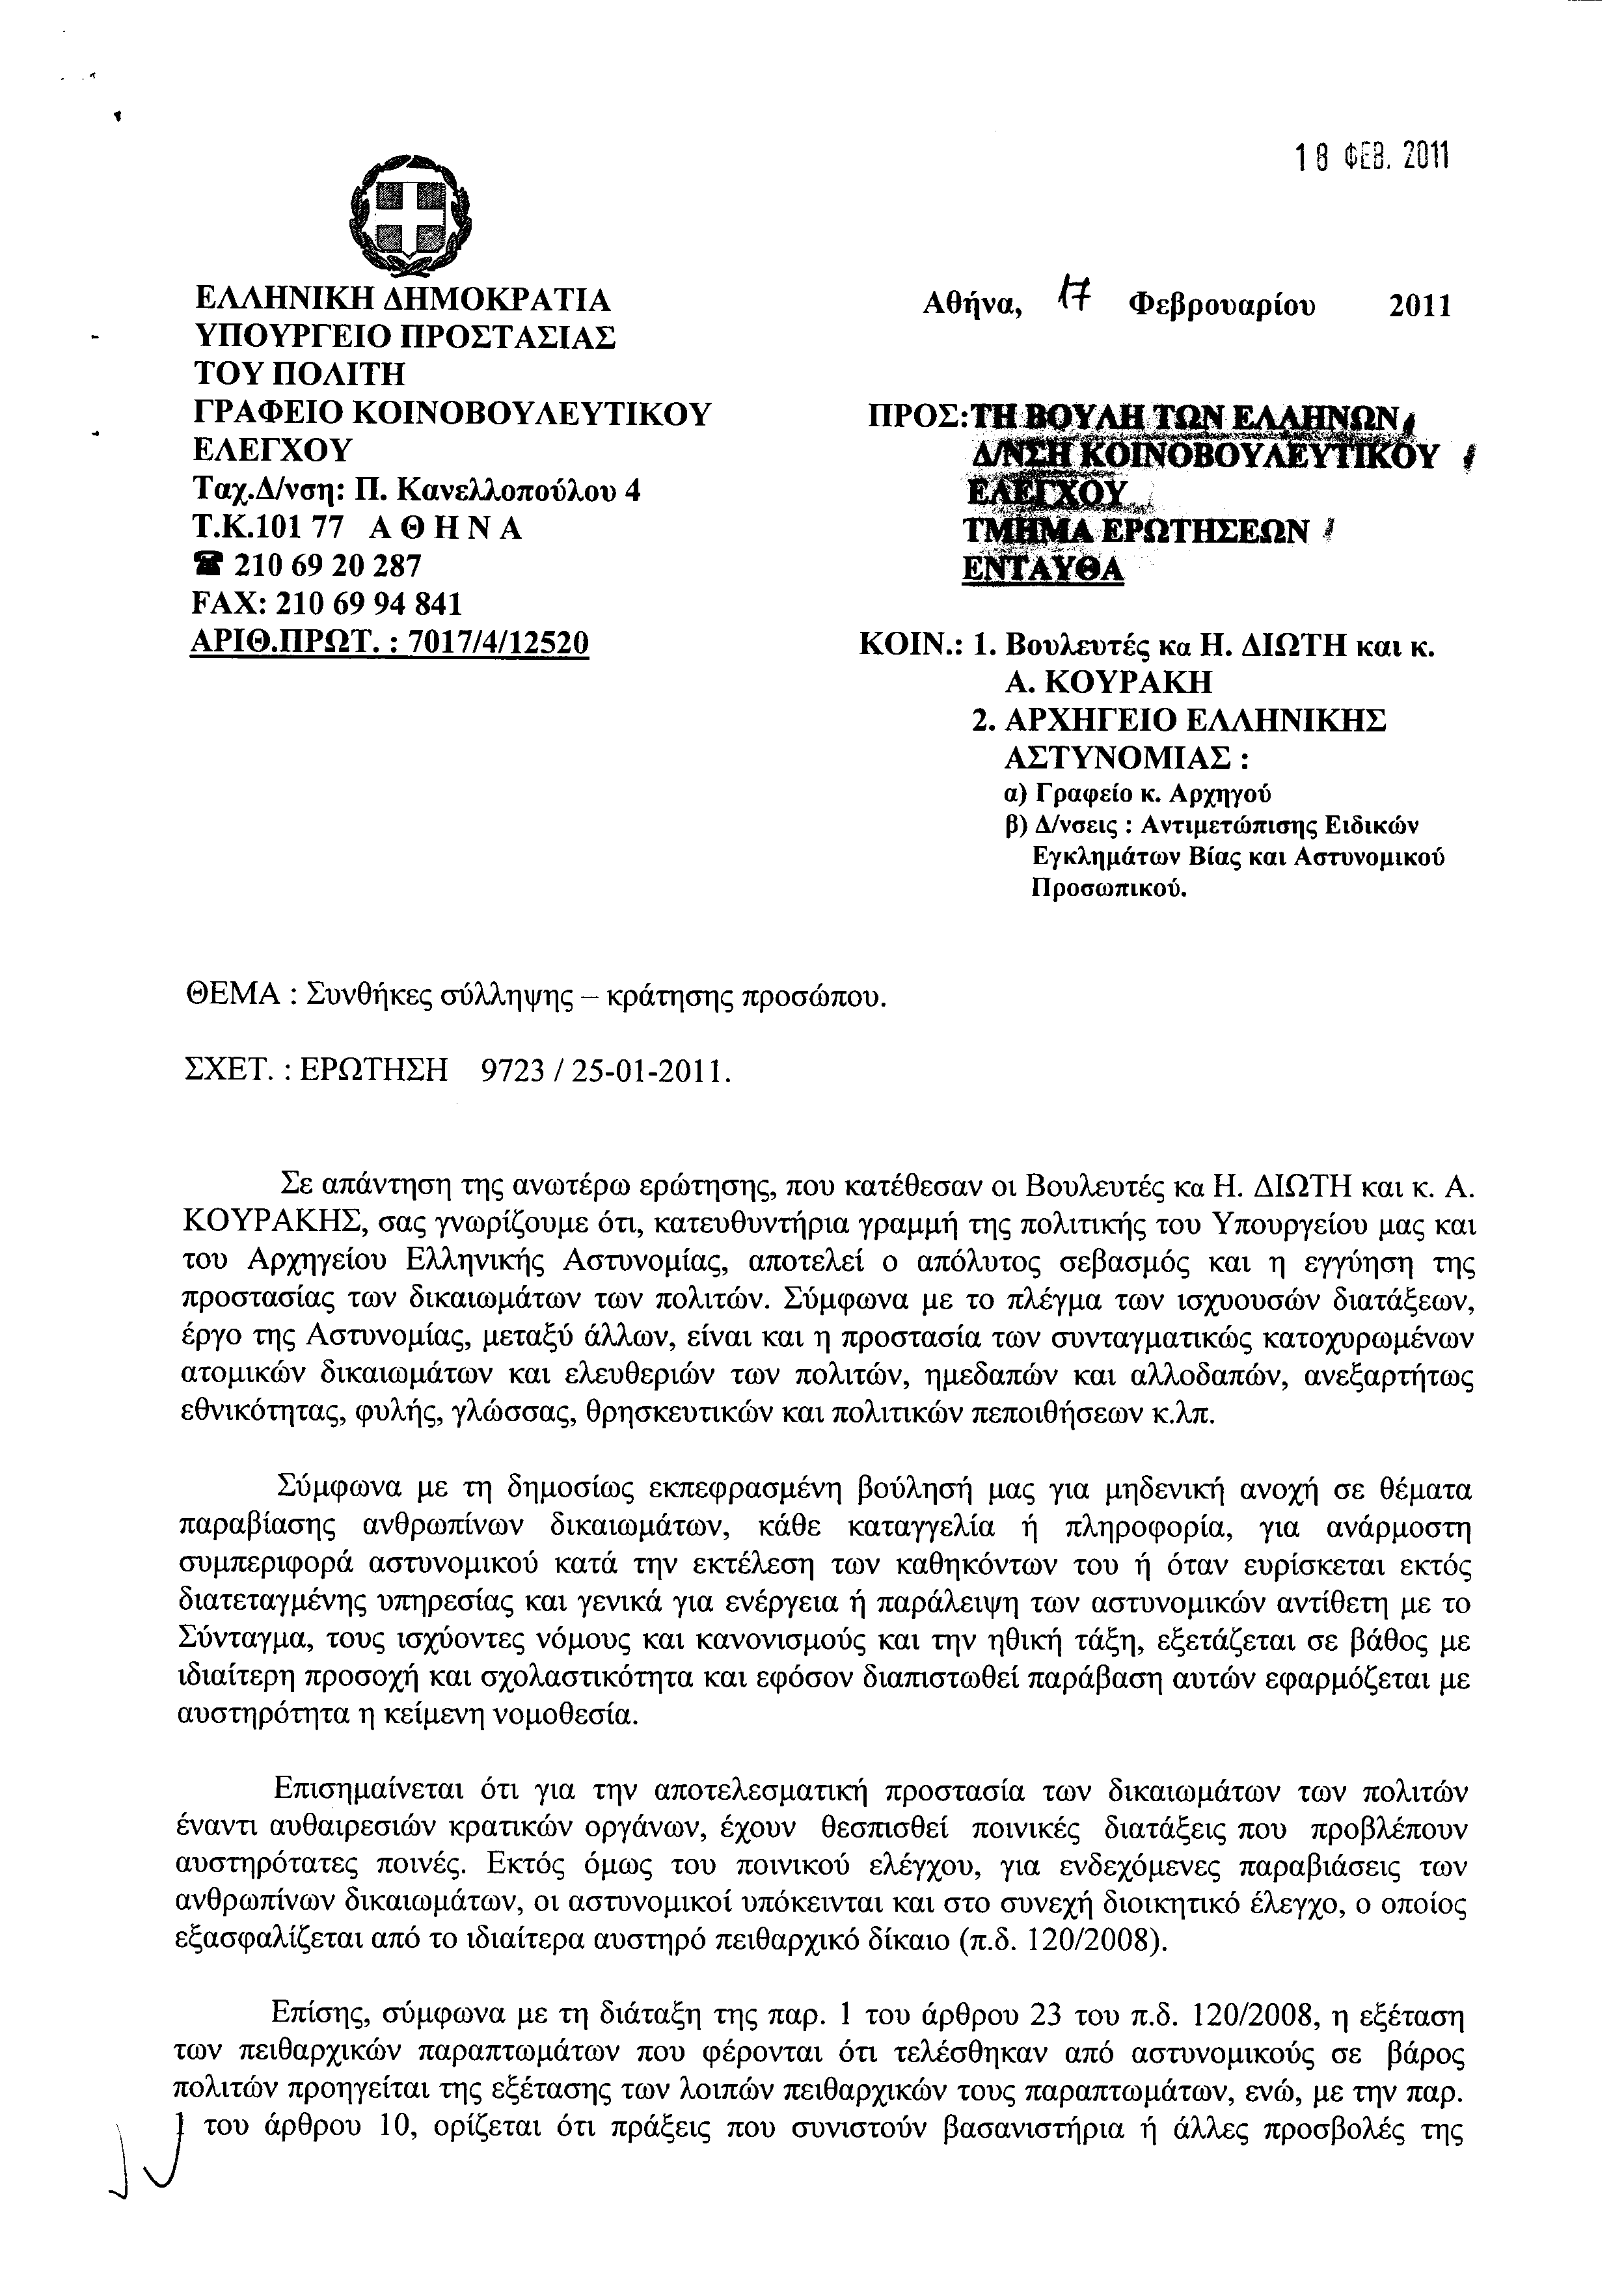 18 ΦΕΒ. 2011
ΕΛΛΗΝΙΚΗ ΔΗΜΟΚΡΑΤΙΑ
ΥΠΟΥΡΓΕΙΟ ΠΡΟΣΤΑΣΙΑΣ
ΤΟΥ ΠΟΛΙΤΗ
ΓΡΑΦΕΙΟ ΚΟΙΝΟΒΟΥΛΕΥΤΙΚΟΥ
ΕΛΕΓΧΟΥ
Ταχ.Δ/νση: Π. Κανελλοπούλου 4
Τ.Κ.101 77 Α Θ Η Ν Α
☎ 210 69 20 287
FAX: 210 69 94 841
ΑΡΙΘ.ΠΡΩΤ. : 7017/4/12520
Αθήνα, 17 Φεβρουαρίου 2011
ΠΡΟΣ:ΤΗ ΒΟΥΛΗ ΤΩΝ ΕΛΛΗΝΩΝ
Δ/ΝΣΗ ΚΟΙΝΟΒΟΥΛΕΥΤΙΚΟΥ
ΕΛΕΓΧΟΥ
ΤΜΗΜΑ ΕΡΩΤΗΣΕΩΝ
ΕΝΤΑΥΘΑ
ΚΟΙΝ.: 1. Βουλευτές κα Η. ΔΙΩΤΗ και κ.
Α. ΚΟΥΡΑΚΗ
2. ΑΡΧΗΓΕΙΟ ΕΛΛΗΝΙΚΗΣ
ΑΣΤΥΝΟΜΙΑΣ :
α) Γραφείο κ. Αρχηγού
β) Δ/νσεις : Αντιμετώπισης Ειδικών
Εγκλημάτων Βίας και Αστυνομικού
Προσωπικού.
ΘΕΜΑ : Συνθήκες σύλληψης – κράτησης προσώπου.
ΣΧΕΤ. : ΕΡΩΤΗΣΗ 9723 / 25-01-2011.
Σε απάντηση της ανωτέρω ερώτησης, που κατέθεσαν οι Βουλευτές κα Η. ΔΙΩΤΗ και κ. Α.
ΚΟΥΡΑΚΗΣ, σας γνωρίζουμε ότι, κατευθυντήρια γραμμή της πολιτικής του Υπουργείου μας και
του Αρχηγείου Ελληνικής Αστυνομίας, αποτελεί ο απόλυτος σεβασμός και η εγγύηση της
προστασίας των δικαιωμάτων των πολιτών. Σύμφωνα με το πλέγμα των ισχυουσών διατάξεων,
έργο της Αστυνομίας, μεταξύ άλλων, είναι και η προστασία των συνταγματικώς κατοχυρωμένων
ατομικών δικαιωμάτων και ελευθεριών των πολιτών, ημεδαπών και αλλοδαπών, ανεξαρτήτως
εθνικότητας, φυλής, γλώσσας, θρησκευτικών και πολιτικών πεποιθήσεων κ.λπ.
Σύμφωνα με τη δημοσίως εκπεφρασμένη βούλησή μας για μηδενική ανοχή σε θέματα
παραβίασης ανθρωπίνων δικαιωμάτων, κάθε καταγγελία ή πληροφορία, για ανάρμοστη
συμπεριφορά αστυνομικού κατά την εκτέλεση των καθηκόντων του ή όταν ευρίσκεται εκτός
διατεταγμένης υπηρεσίας και γενικά για ενέργεια ή παράλειψη των αστυνομικών αντίθετη με το
Σύνταγμα, τους ισχύοντες νόμους και κανονισμούς και την ηθική τάξη, εξετάζεται σε βάθος με
ιδιαίτερη προσοχή και σχολαστικότητα και εφόσον διαπιστωθεί παράβαση αυτών εφαρμόζεται με
αυστηρότητα η κείμενη νομοθεσία.
Επισημαίνεται ότι για την αποτελεσματική προστασία των δικαιωμάτων των πολιτών
έναντι αυθαιρεσιών κρατικών οργάνων, έχουν θεσπισθεί ποινικές διατάξεις που προβλέπουν
αυστηρότατες ποινές. Εκτός όμως του ποινικού ελέγχου, για ενδεχόμενες παραβιάσεις των
ανθρωπίνων δικαιωμάτων, οι αστυνομικοί υπόκεινται και στο συνεχή διοικητικό έλεγχο, ο οποίος
εξασφαλίζεται από το ιδιαίτερα αυστηρό πειθαρχικό δίκαιο (π.δ. 120/2008).
Επίσης, σύμφωνα με τη διάταξη της παρ. 1 του άρθρου 23 του π.δ. 120/2008, η εξέταση
των πειθαρχικών παραπτωμάτων που φέρονται ότι τελέσθηκαν από αστυνομικούς σε βάρος
πολιτών προηγείται της εξέτασης των λοιπών πειθαρχικών τους παραπτωμάτων, ενώ, με την παρ.
1 του άρθρου 10, ορίζεται ότι πράξεις που συνιστούν βασανιστήρια ή άλλες προσβολές της